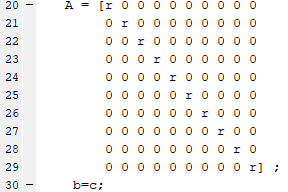 20 - A = [r 0 0 0 0 0 0 0 0 0
21 0 r 0 0 0 0 0 0 0 0
22 0 0 r 0 0 0 0 0 0 0
23 0 0 0 r 0 0 0 0 0 0
24 0 0 0 0 r 0 0 0 0 0
25 0 0 0 0 0 r 0 0 0 0
26 0 0 0 0 0 0 r 0 0 0
27 0 0 0 0 0 0 0 r 0 0
28 0 0 0 0 0 0 0 0 r 0
29 0 0 0 0 0 0 0 0 0 r] ;
30 - b=c;